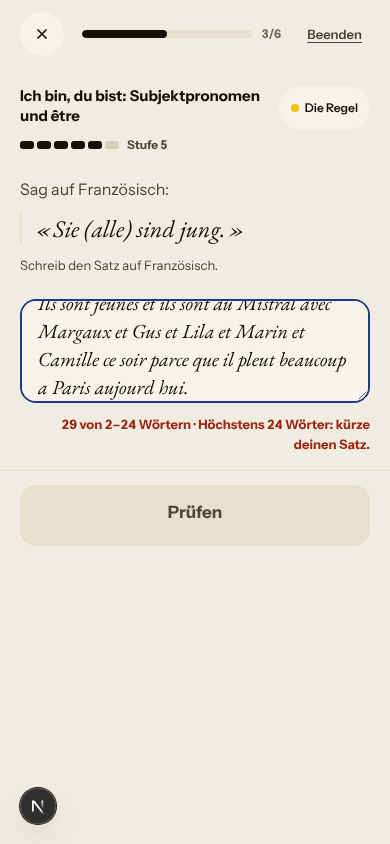 ✕
3/6
Beenden
Ich bin, du bist: Subjektpronomen
und être
Die Regel
Stufe 5
Sag auf Französisch:
« Sie (alle) sind jung. »
Schreib den Satz auf Französisch.
Ils sont jeunes et ils sont au Mistral avec
Margaux et Gus et Lila et Marin et
Camille ce soir parce que il pleut beaucoup
a Paris aujourd hui.
29 von 2–24 Wörtern · Höchstens 24 Wörter: kürze
deinen Satz.
Prüfen
N